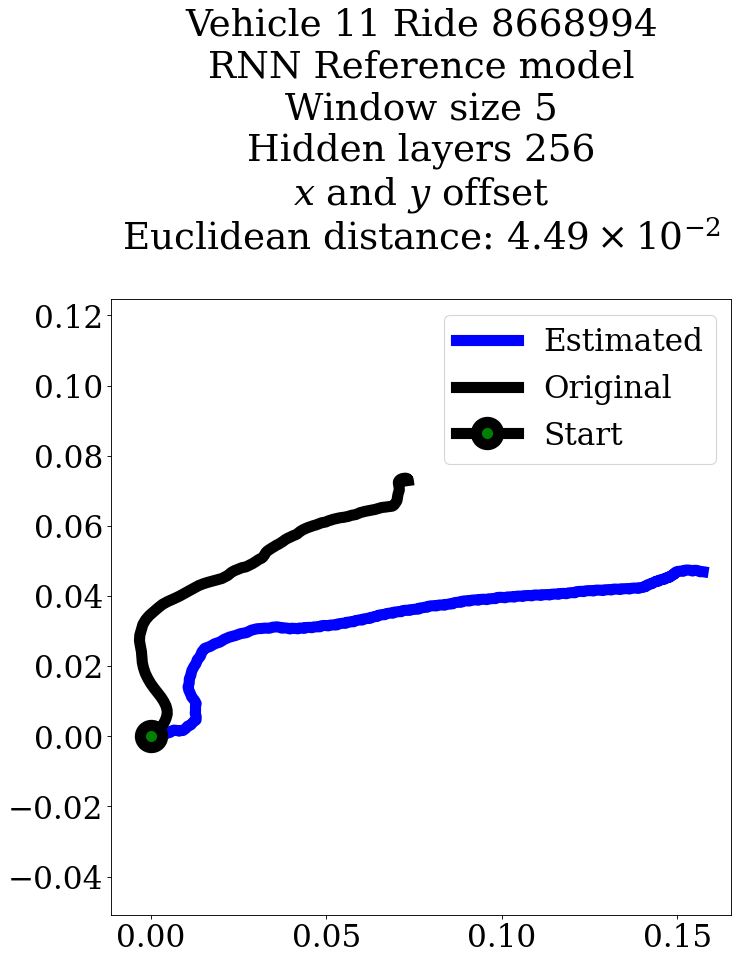 Vehicle 11 Ride 8668994
RNN Reference model
Window size 5
Hidden layers 256
x and y offset
Euclidean distance: 4.49 × 10⁻²
0.12
0.10
0.08
0.06
0.04
0.02
0.00
−0.02
−0.04
Estimated
Original
Start
0.00 0.05 0.10 0.15